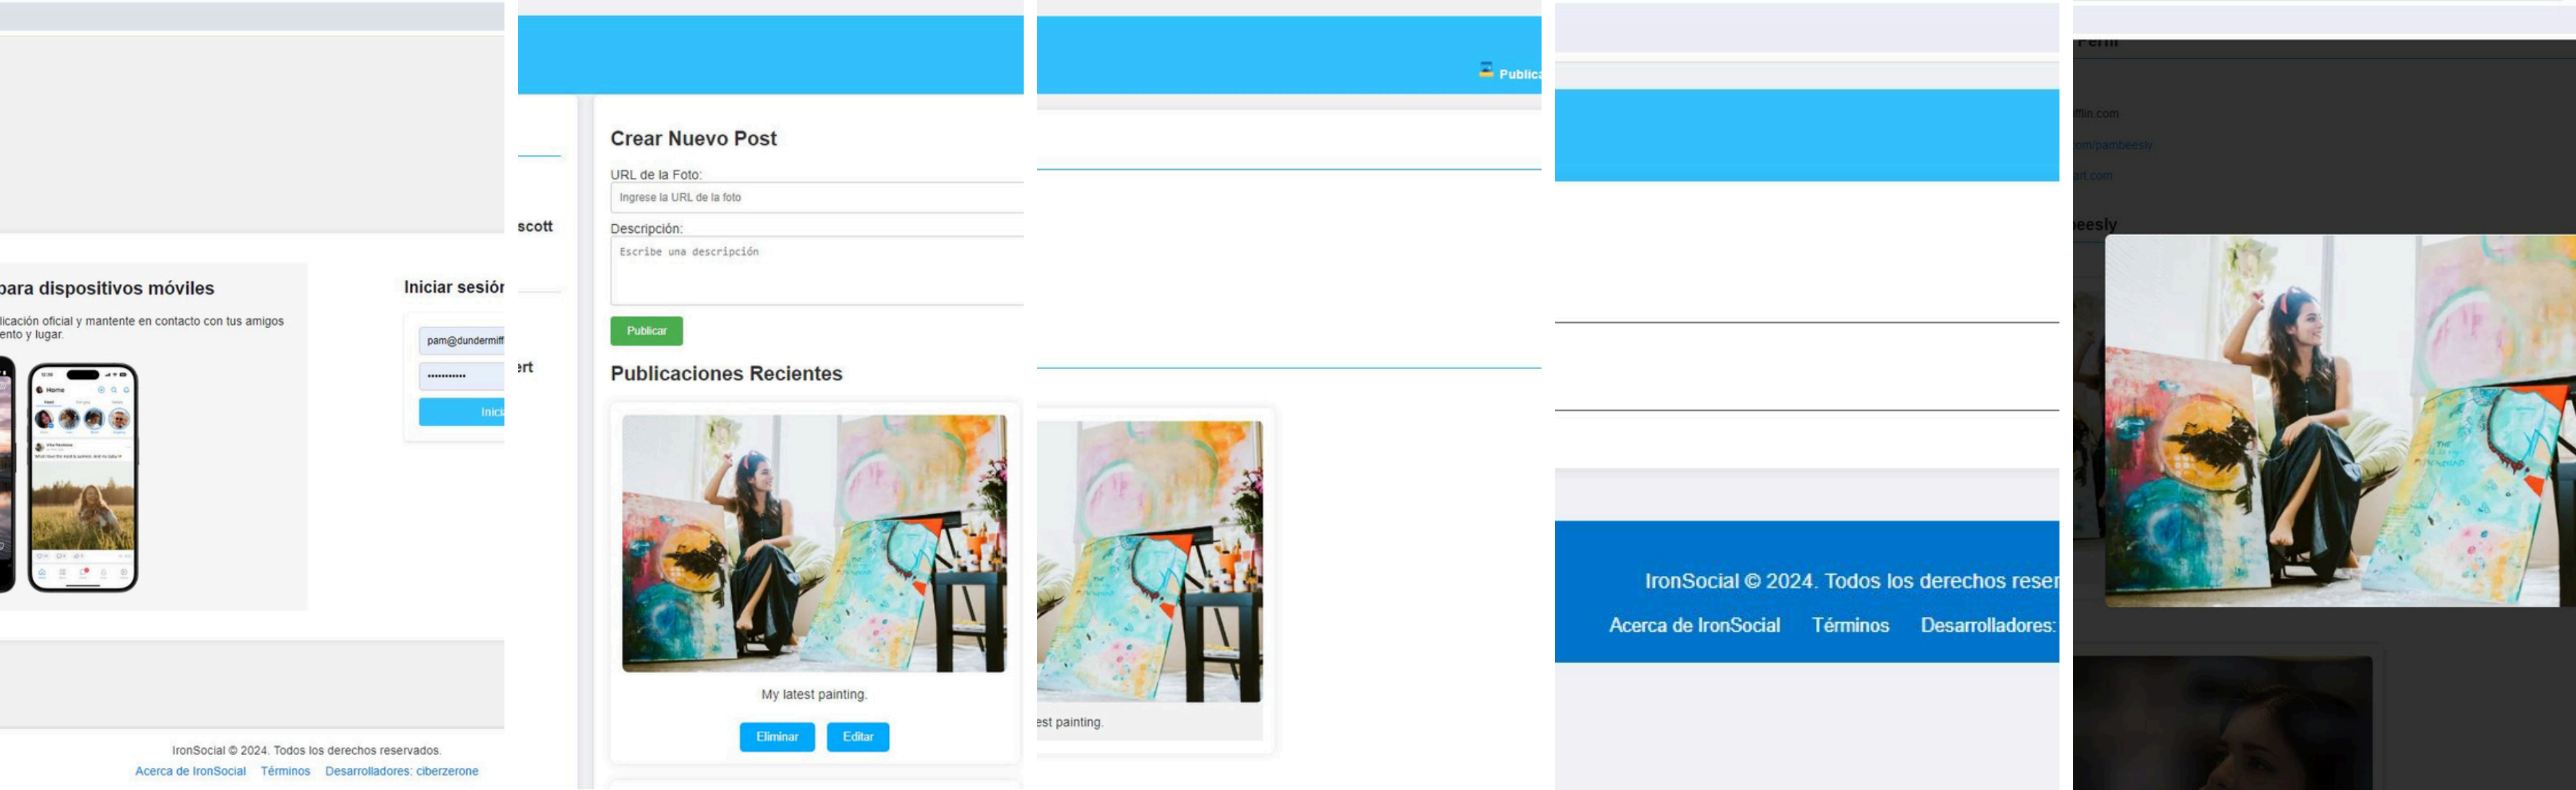 para dispositivos móviles
licación oficial y mantente en contacto con tus amigos
ento y lugar.
Home
Iniciar sesión
pam@dundermiff
Inicia
IronSocial © 2024. Todos los derechos reservados.
Acerca de IronSocial Términos Desarrolladores: ciberzerone
scott
ert
Crear Nuevo Post
URL de la Foto:
Ingrese la URL de la foto
Descripción:
Escribe una descripción
Publicar
Publicaciones Recientes
My latest painting.
Eliminar Editar
Publica
est painting.
IronSocial © 2024. Todos los derechos reser
Acerca de IronSocial Términos Desarrolladores:
Perfil
ifflin.com
com/pambeesly
art.com
beesly